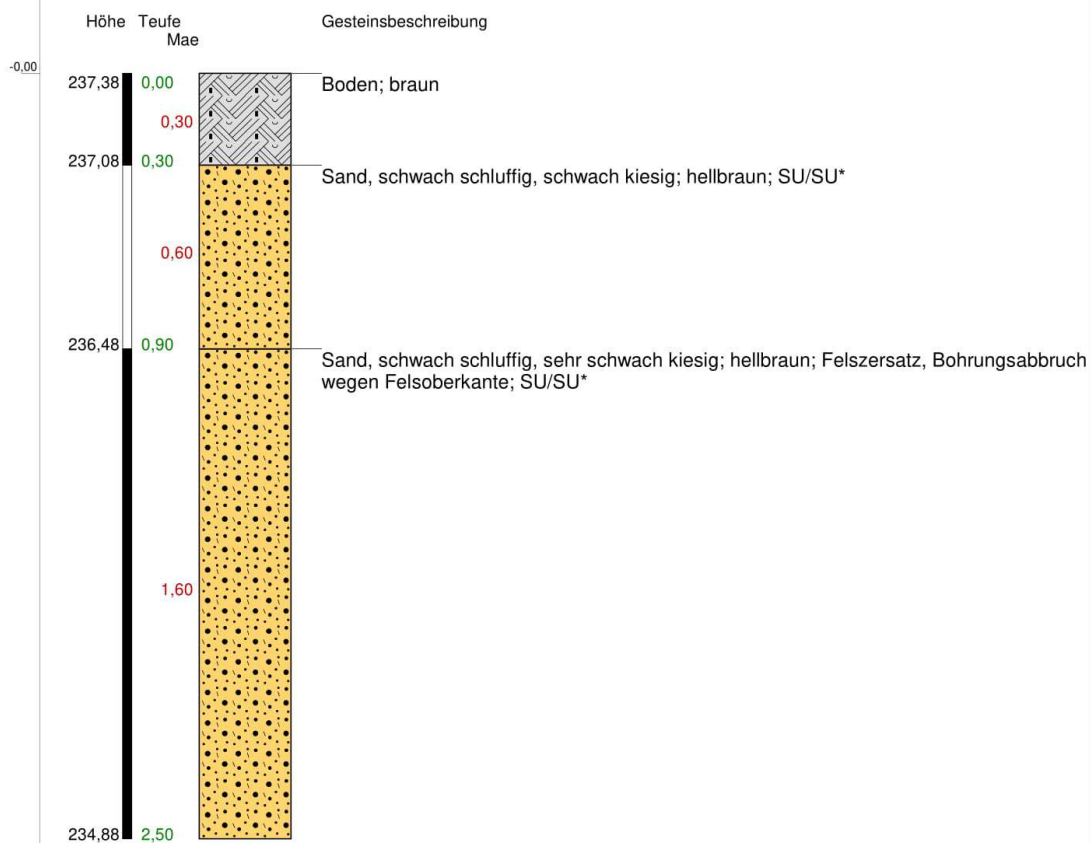 Höhe Teufe Gesteinsbeschreibung
Mae
-0,00
237,38 0,00 Boden; braun
0,30
237,08 0,30
Sand, schwach schluffig, schwach kiesig; hellbraun; SU/SU*
0,60
236,48 0,90
Sand, schwach schluffig, sehr schwach kiesig; hellbraun; Felszersatz, Bohrungsabbruch
wegen Felsoberkante; SU/SU*
1,60
234,88 2,50